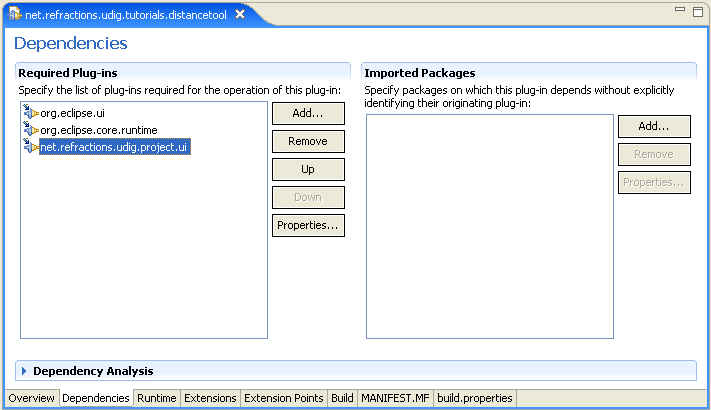 net.refractions.udig.tutorials.distancetool
Dependencies
Required Plug-ins
Specify the list of plug-ins required for the operation of this plug-in:
org.eclipse.ui
org.eclipse.core.runtime
net.refractions.udig.project.ui
Add...
Remove
Up
Down
Properties...
Imported Packages
Specify packages on which this plug-in depends without explicitly
identifying their originating plug-in:
Add...
Remove
Properties...
Dependency Analysis
Overview Dependencies Runtime Extensions Extension Points Build MANIFEST.MF build.properties